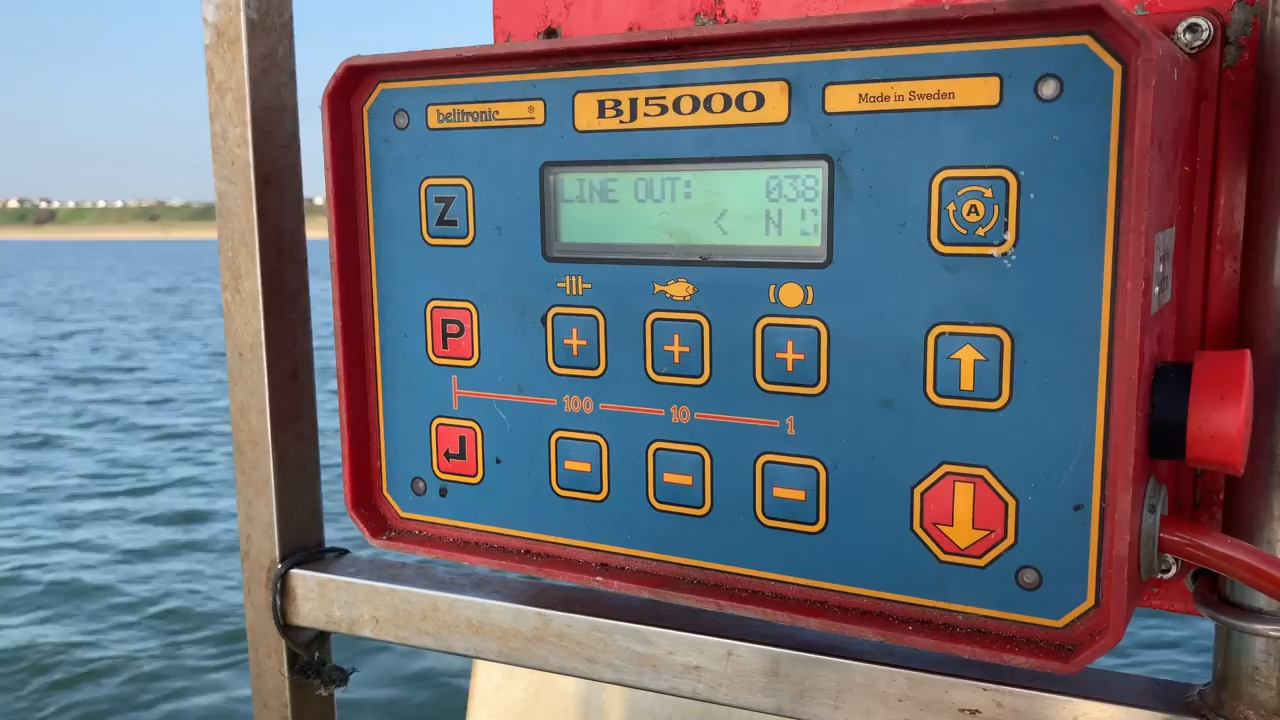 belitronic ®
BJ5000
Made in Sweden
LINE OUT: 038
< N
Z
A
P
+ + +
100 10 1
- - -